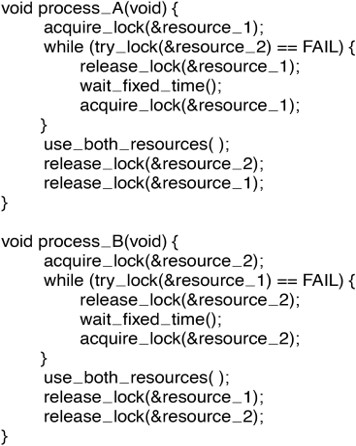 void process_A(void) {
acquire_lock(&resource_1);
while (try_lock(&resource_2) == FAIL) {
release_lock(&resource_1);
wait_fixed_time();
acquire_lock(&resource_1);
}
use_both_resources( );
release_lock(&resource_2);
release_lock(&resource_1);
}
void process_B(void) {
acquire_lock(&resource_2);
while (try_lock(&resource_1) == FAIL) {
release_lock(&resource_2);
wait_fixed_time();
acquire_lock(&resource_2);
}
use_both_resources( );
release_lock(&resource_1);
release_lock(&resource_2);
}